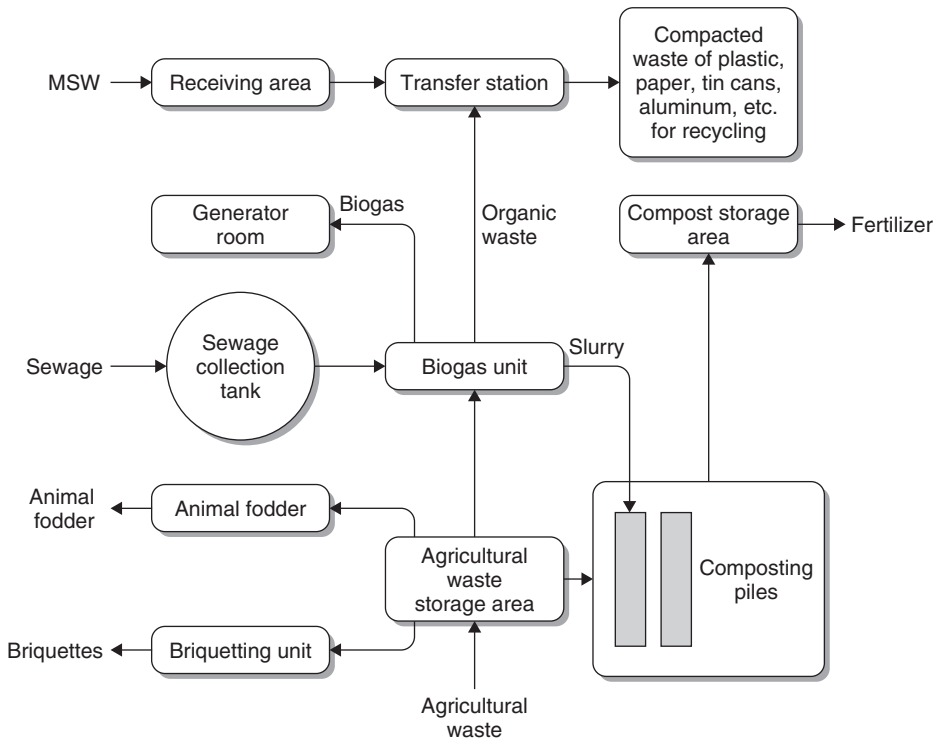 MSW
Receiving area
Transfer station
Compacted
waste of plastic,
paper, tin cans,
aluminum, etc.
for recycling
Generator
room
Biogas
Organic
waste
Compost storage
area
Fertilizer
Sewage
Sewage
collection
tank
Biogas unit
Slurry
Animal
fodder
Animal fodder
Agricultural
waste
storage area
Composting
piles
Briquettes
Briquetting unit
Agricultural
waste